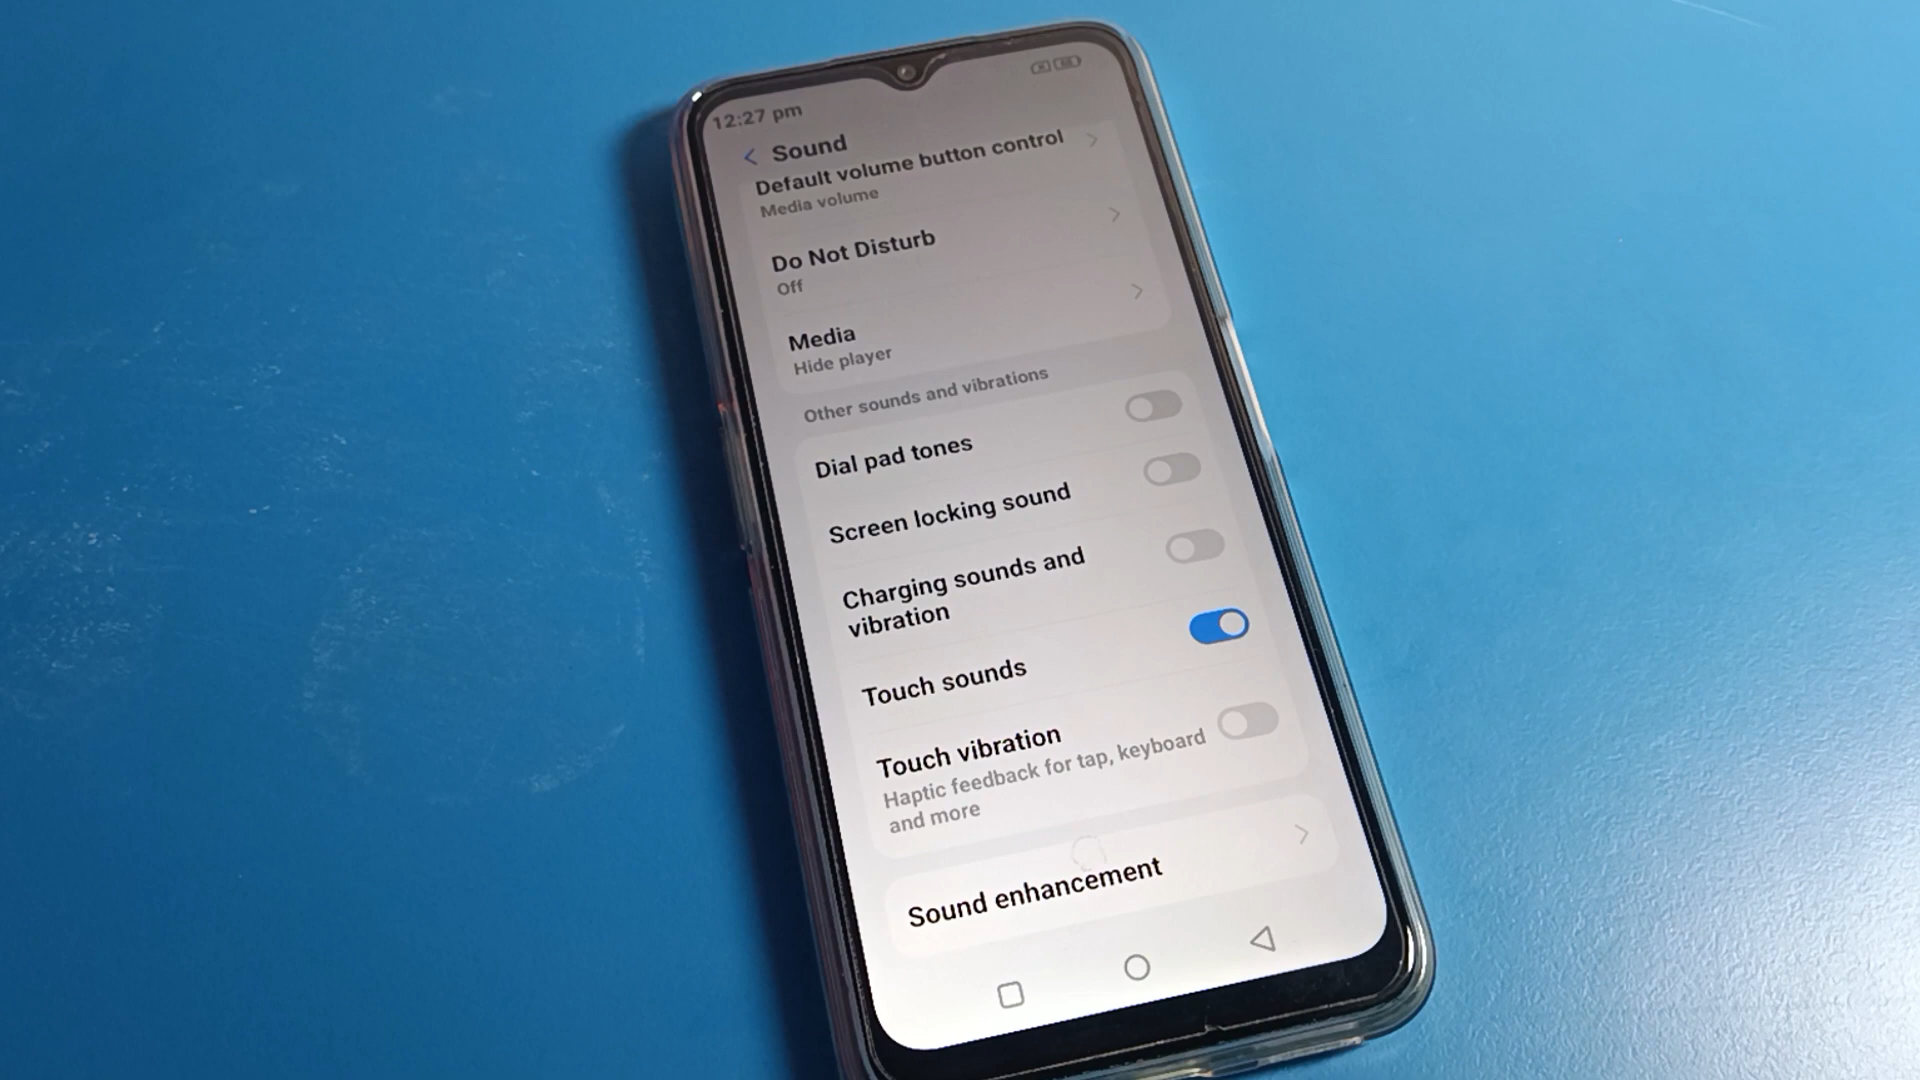 12:27 pm
Sound
Default volume button control
Media volume
Do Not Disturb
Off
Media
Hide player
Other sounds and vibrations
Dial pad tones
Screen locking sound
Charging sounds and
vibration
Touch sounds
Touch vibration
Haptic feedback for tap, keyboard
and more
Sound enhancement